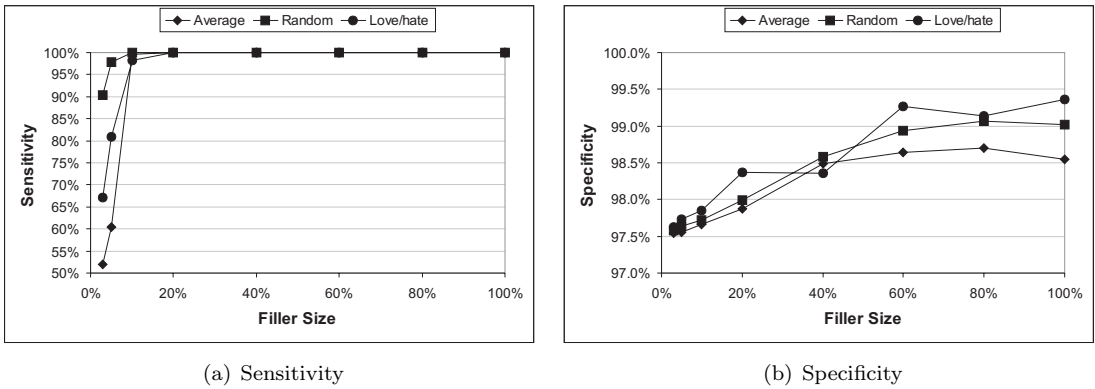 Average Random Love/hate
100%
95%
90%
85%
80%
75%
70%
65%
60%
55%
50%
Sensitivity
0% 20% 40% 60% 80% 100%
Filler Size
(a) Sensitivity
Average Random Love/hate
100.0%
99.5%
99.0%
98.5%
98.0%
97.5%
97.0%
Specificity
0% 20% 40% 60% 80% 100%
Filler Size
(b) Specificity